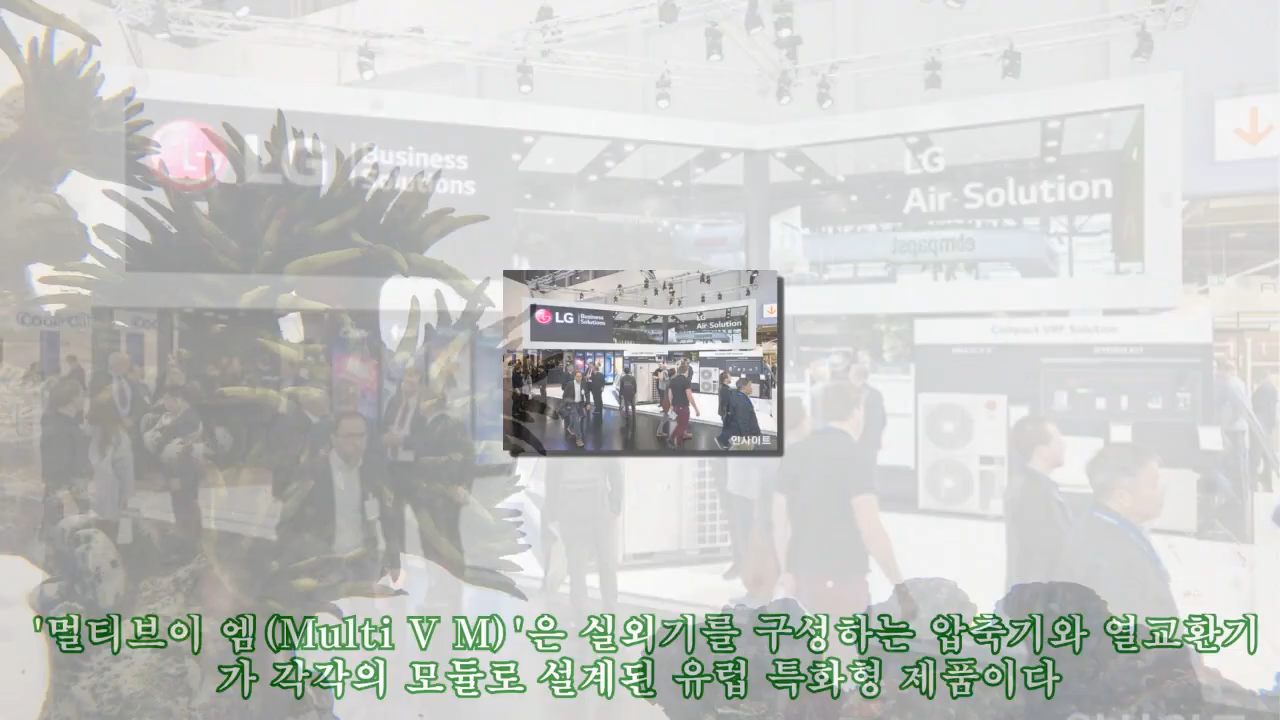 LG Business Solutions
LG
Air Solution
ebmpapst
Compact VRF Solutions
LG Business Solutions
LG
Air Solution
인사이트
'멀티브이 엠(Multi V M)'은 실외기를 구성하는 압축기와 열교환기
가 각각의 모듈로 설계된 유럽 특화형 제품이다